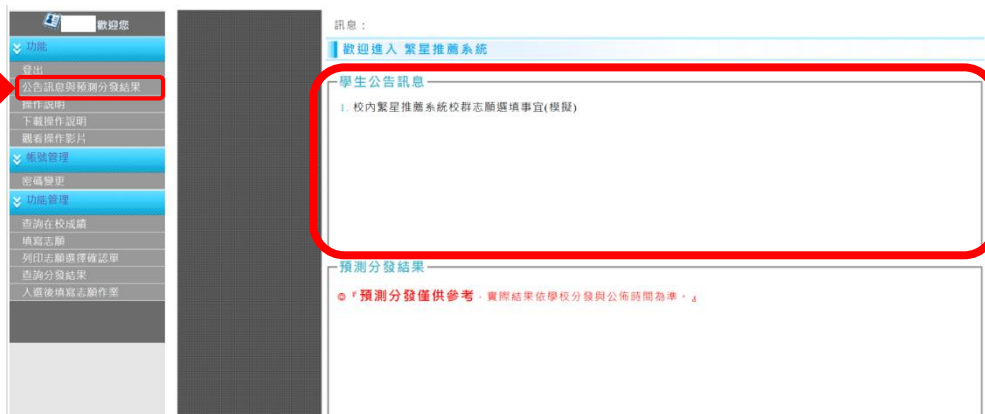 歡迎您
功能
登出
公告訊息與預測分發結果
操作說明
下載操作說明
觀看操作影片
帳號管理
密碼變更
功能管理
查詢在校成績
填寫志願
列印志願選擇確認單
查詢分發結果
入選後填寫志願作業
訊息：
歡迎進入 繁星推薦系統
學生公告訊息
1. 校內繁星推薦系統校群志願選填事宜(模擬)
預測分發結果
◎『預測分發僅供參考，實際結果依學校分發與公佈時間為準。』